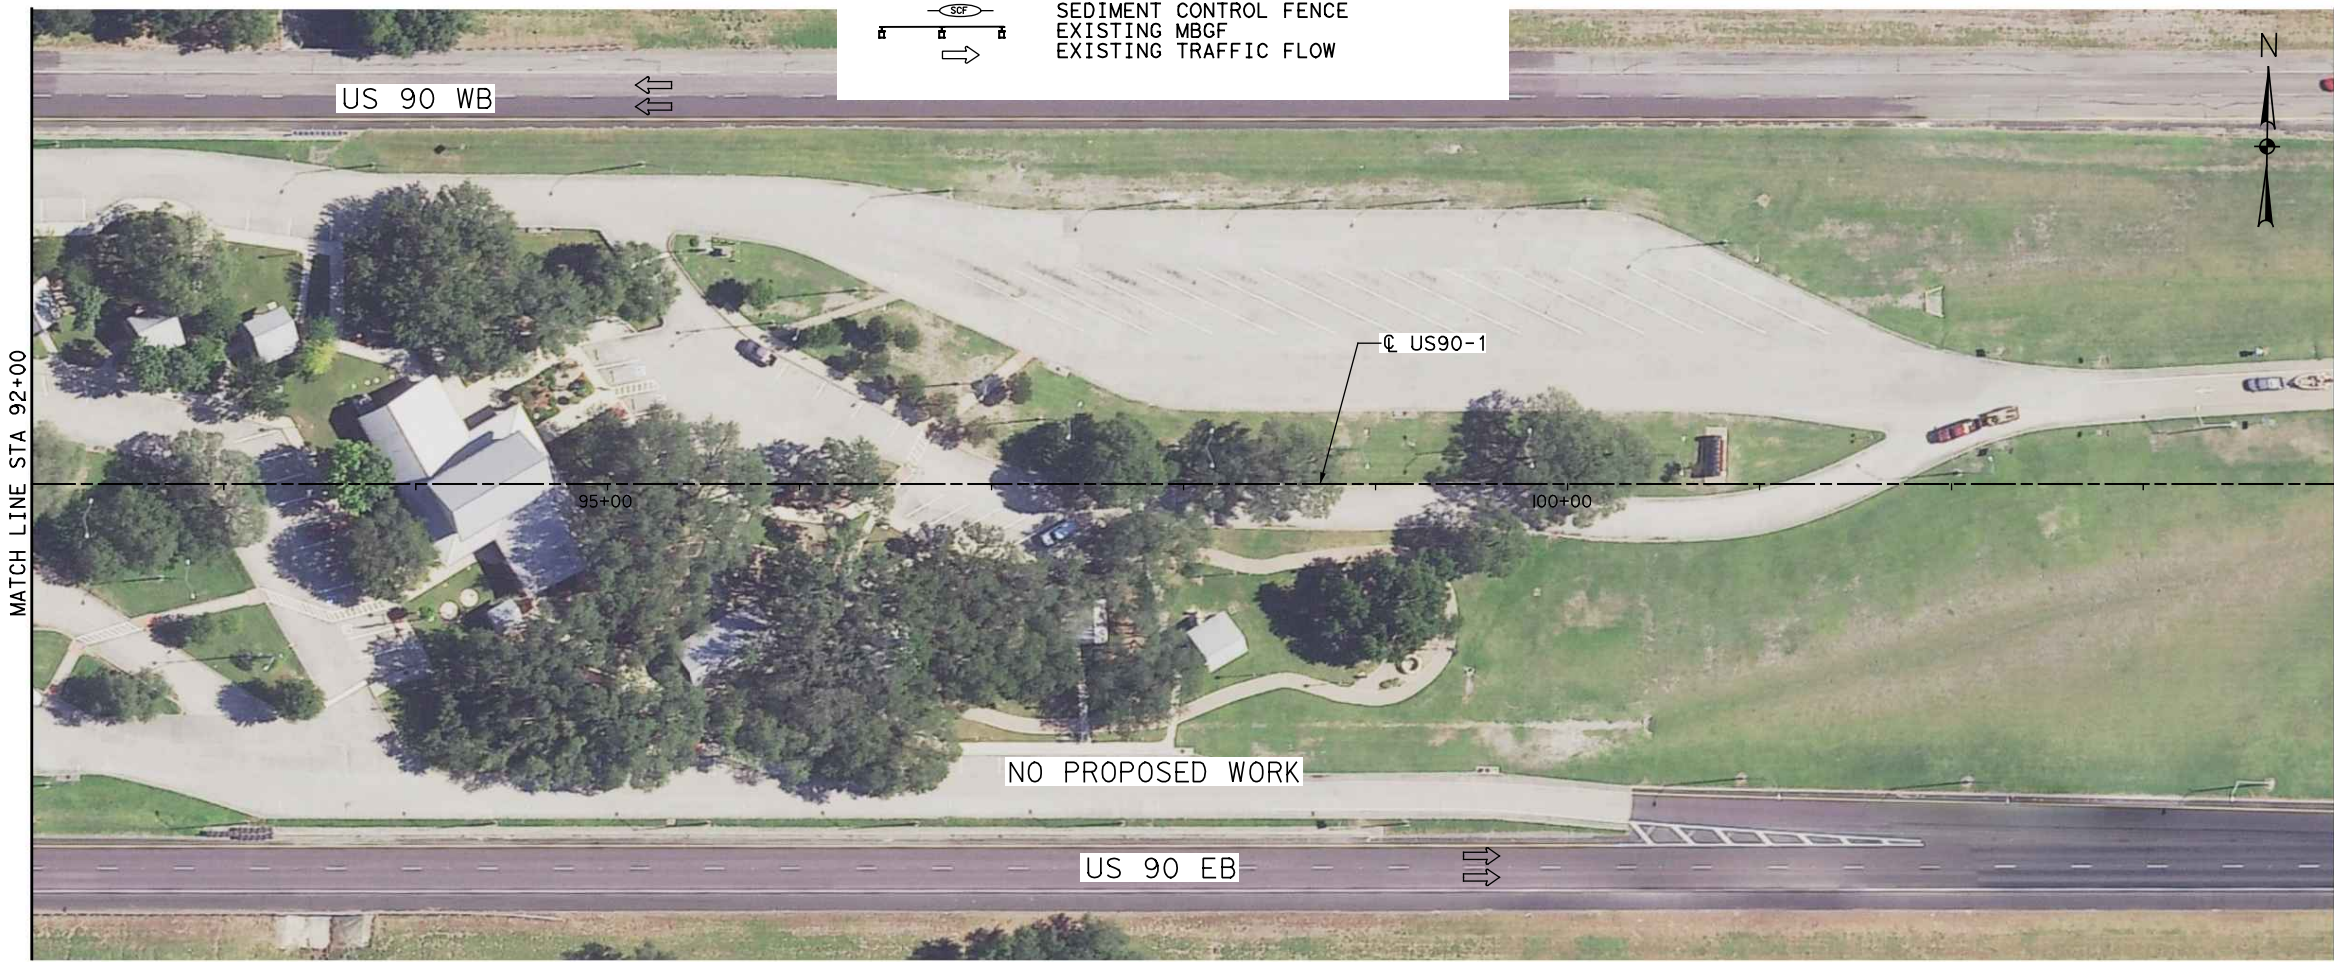 SCF SEDIMENT CONTROL FENCE
EXISTING MBGF
EXISTING TRAFFIC FLOW
N
US 90 WB
MATCH LINE STA 92+00
℄ US90-1
95+00
100+00
NO PROPOSED WORK
US 90 EB